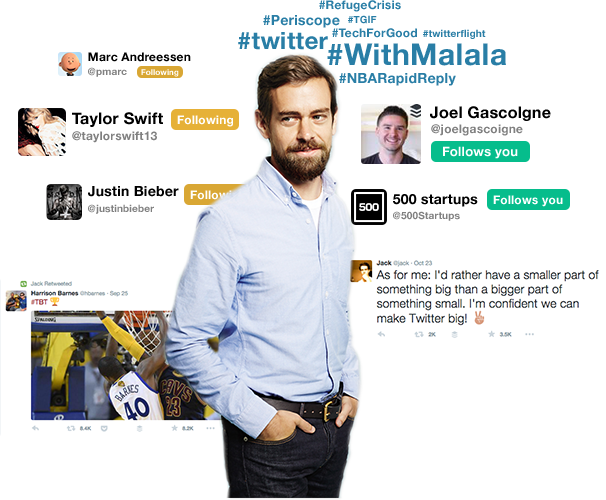 #RefugeCrisis
#Periscope #TGIF
#twitter #TechForGood #twitterflight
#WithMalala
#NBARapidReply
Marc Andreessen
@pmarc Following
Taylor Swift Following
@taylorswift13
Joel Gascolgne
@joelgascoigne
Follows you
Justin Bieber Follow
@justinbieber
500
500 startups Follows you
@500Startups
Jack @jack · Oct 23
As for me: I'd rather have a smaller part of
something big than a bigger part of
something small. I'm confident we can
make Twitter big! ✌
2K 3.5K
Jack Retweeted
Harrison Barnes @hbarnes · Sep 25
#TBT 🏆
SPALDING
BARNES
40
CAVS
23
8.4K 8.2K